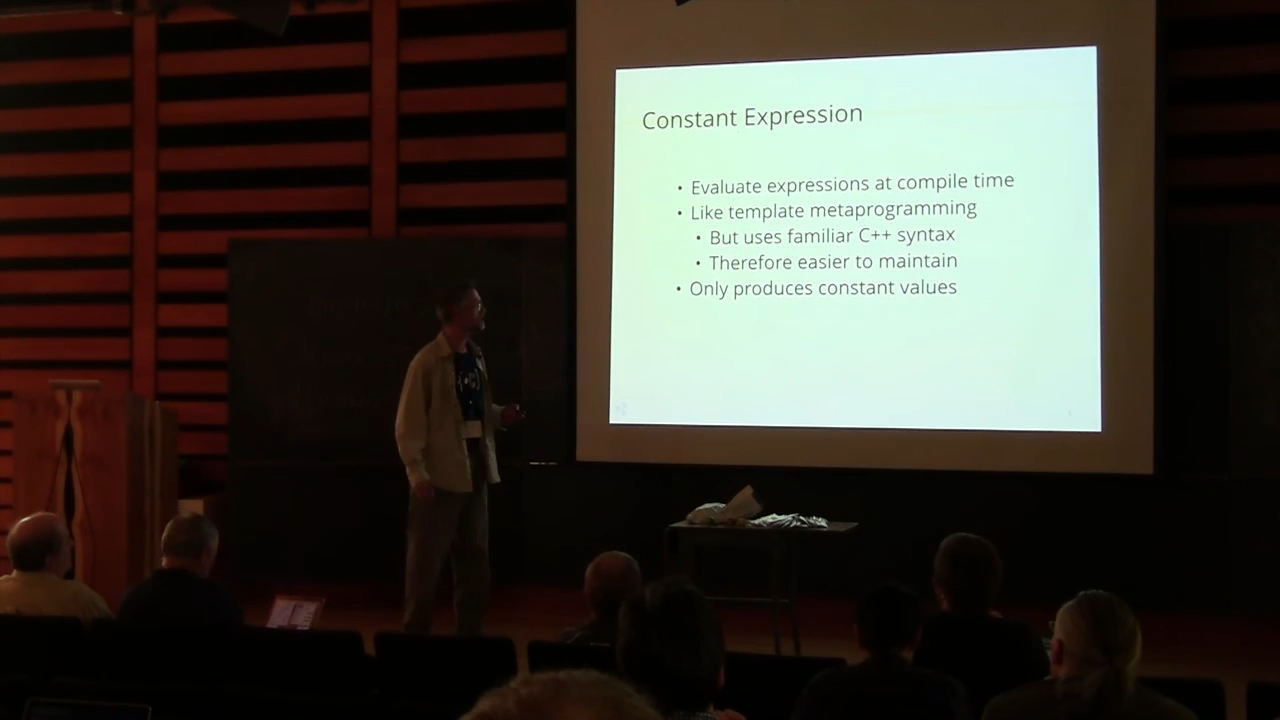 Constant Expression
• Evaluate expressions at compile time
• Like template metaprogramming
• But uses familiar C++ syntax
• Therefore easier to maintain
• Only produces constant values